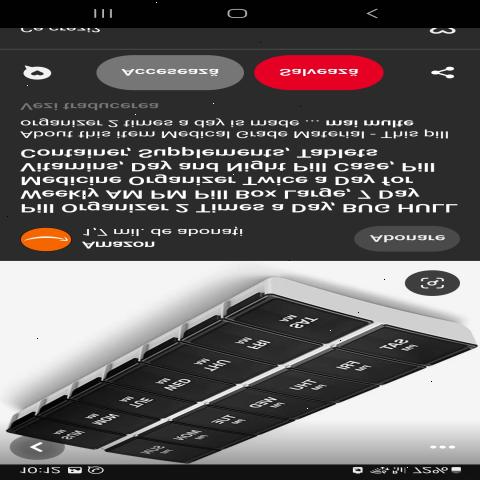 10:12
72%
SUN AM
MON AM
TUE AM
WED AM
THU AM
FRI AM
SAT AM
SUN PM
MON PM
TUE PM
WED PM
THU PM
FRI PM
SAT PM
Amazon
1,7 mil. de abonați
Abonare
Pill Organizer 2 Times a Day, BUG HULL
Weekly AM PM Pill Box Large, 7 Day
Medicine Organizer Twice a Day for
Vitamins, Day and Night Pill Case, Pill
Container, Supplements, Tablets
About this item Medical Grade Material - This pill
organizer 2 times a day is made ... mai multe
Vezi traducerea
Accesează
Salvează
Ce crezi?